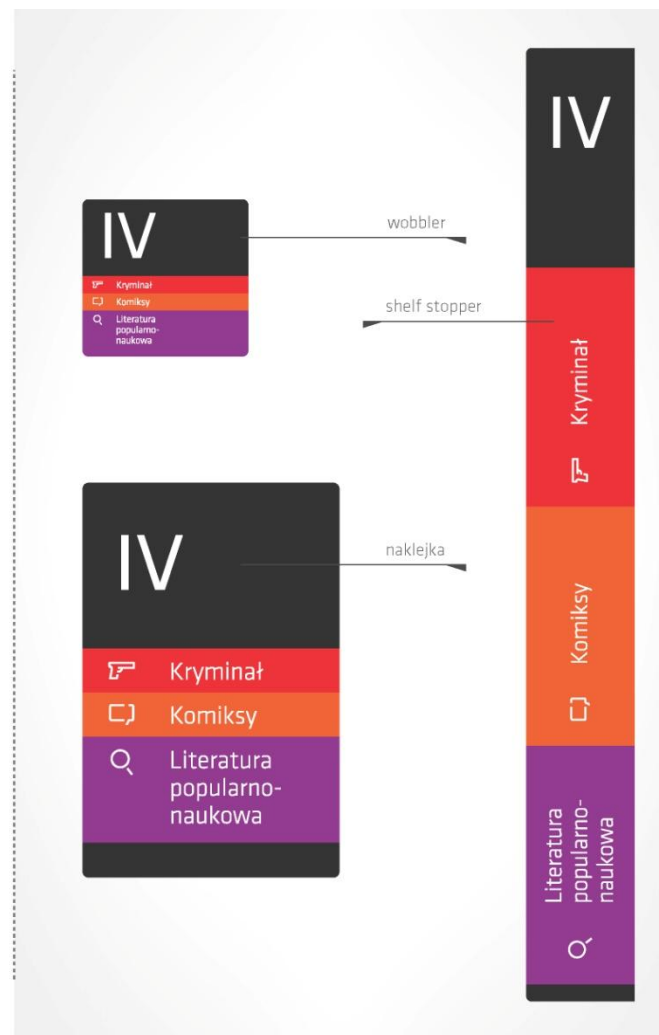 IV
Kryminał
Komiksy
Literatura
popularno-
naukowa
wobbler
shelf stopper
IV
Kryminał
Komiksy
Literatura
popularno-
naukowa
naklejka
IV
Kryminał
Komiksy
Literatura
popularno-
naukowa